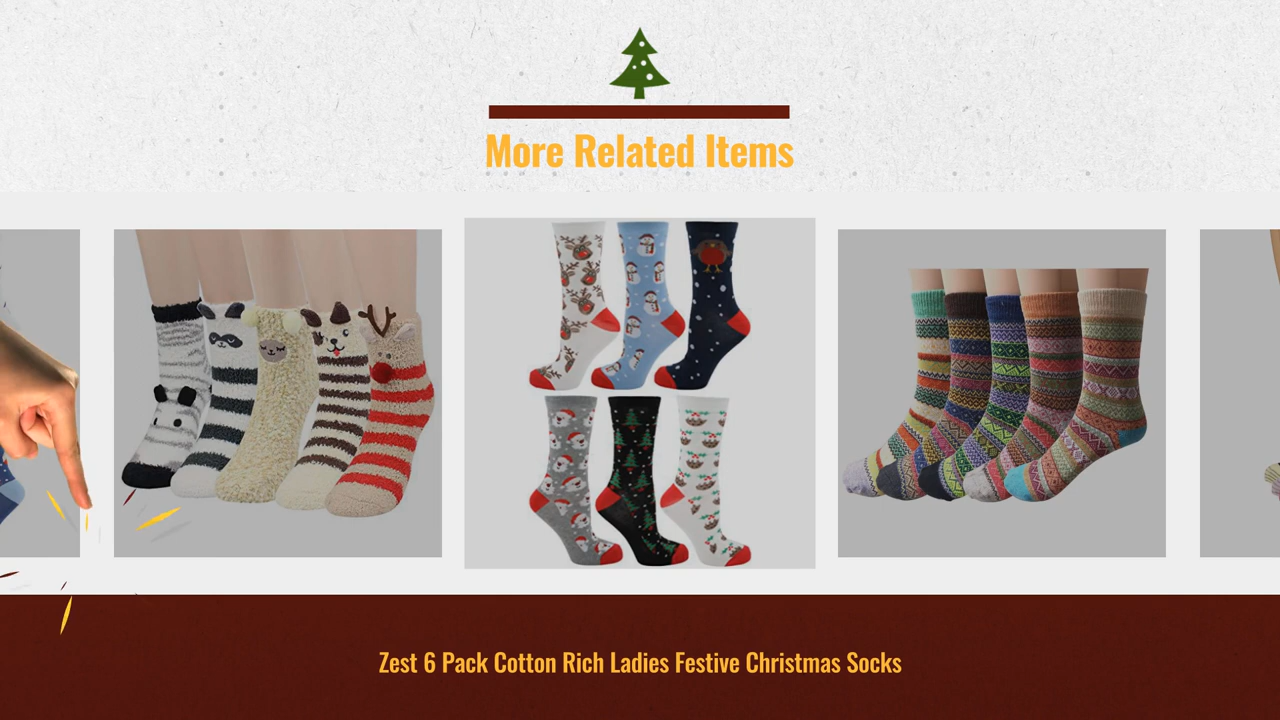 More Related Items
Zest 6 Pack Cotton Rich Ladies Festive Christmas Socks